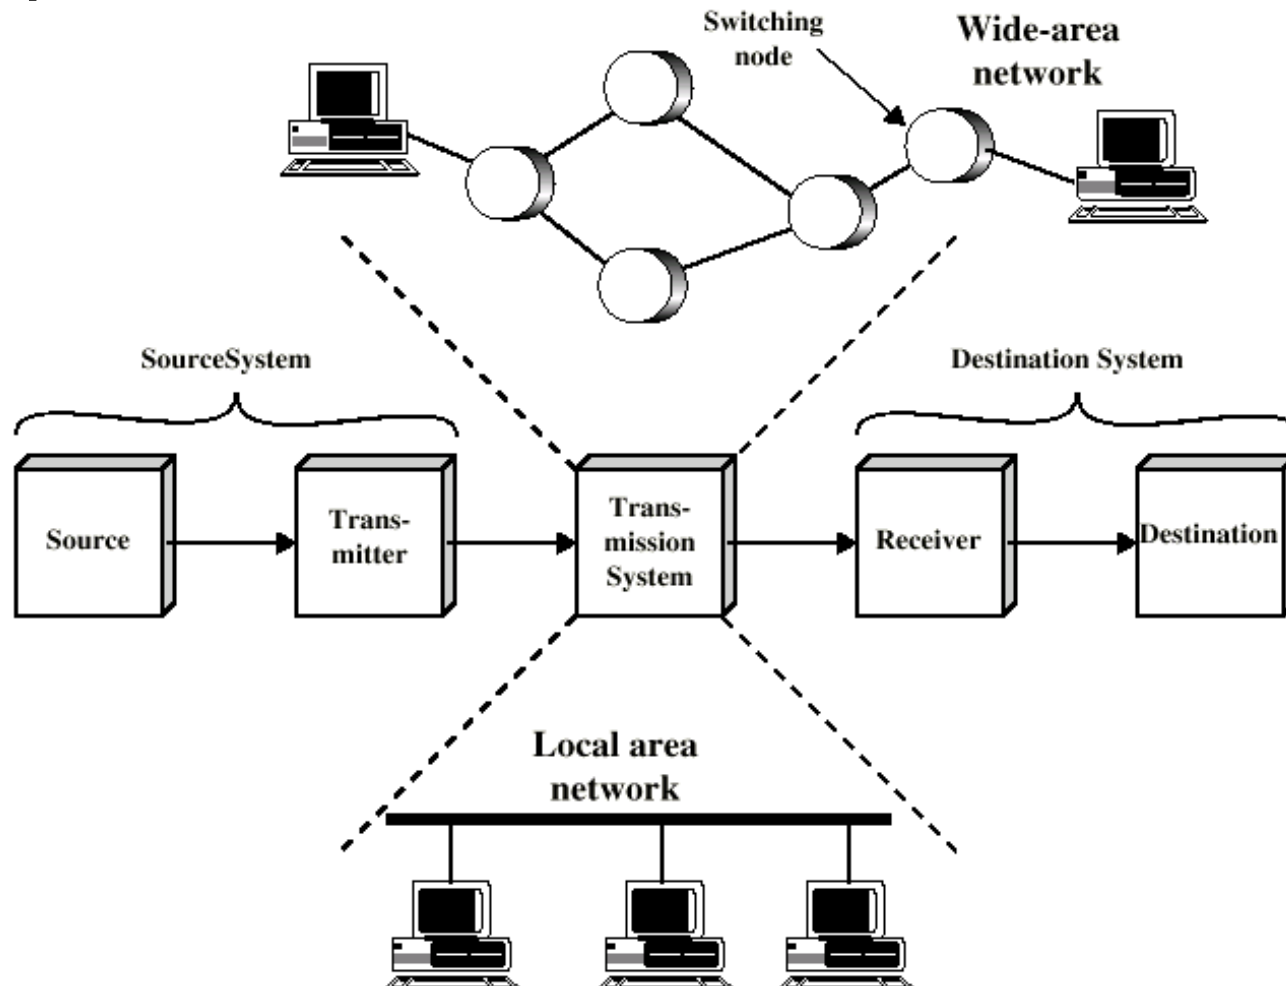 Switching
node
Wide-area
network
SourceSystem
Destination System
Source
Trans-
mitter
Trans-
mission
System
Receiver
Destination
Local area
network